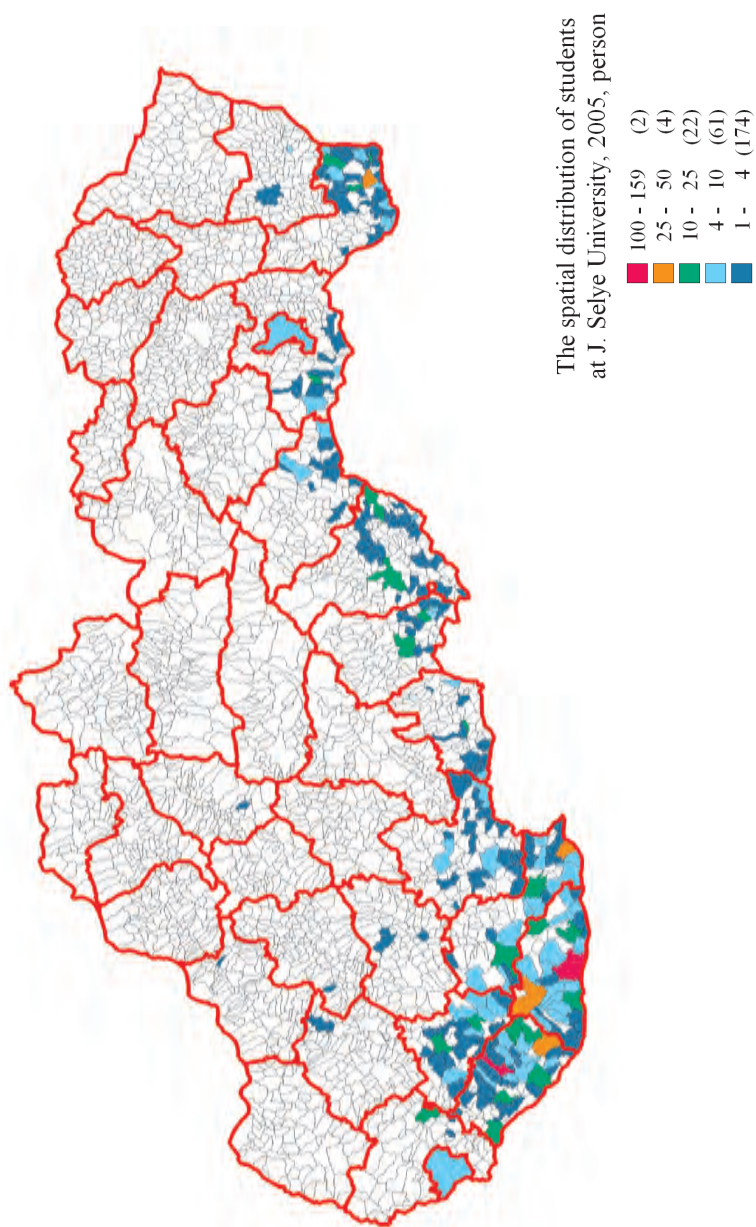 The spatial distribution of students
at J. Selye University, 2005, person
100 - 159 (2)
25 - 50 (4)
10 - 25 (22)
4 - 10 (61)
1 - 4 (174)